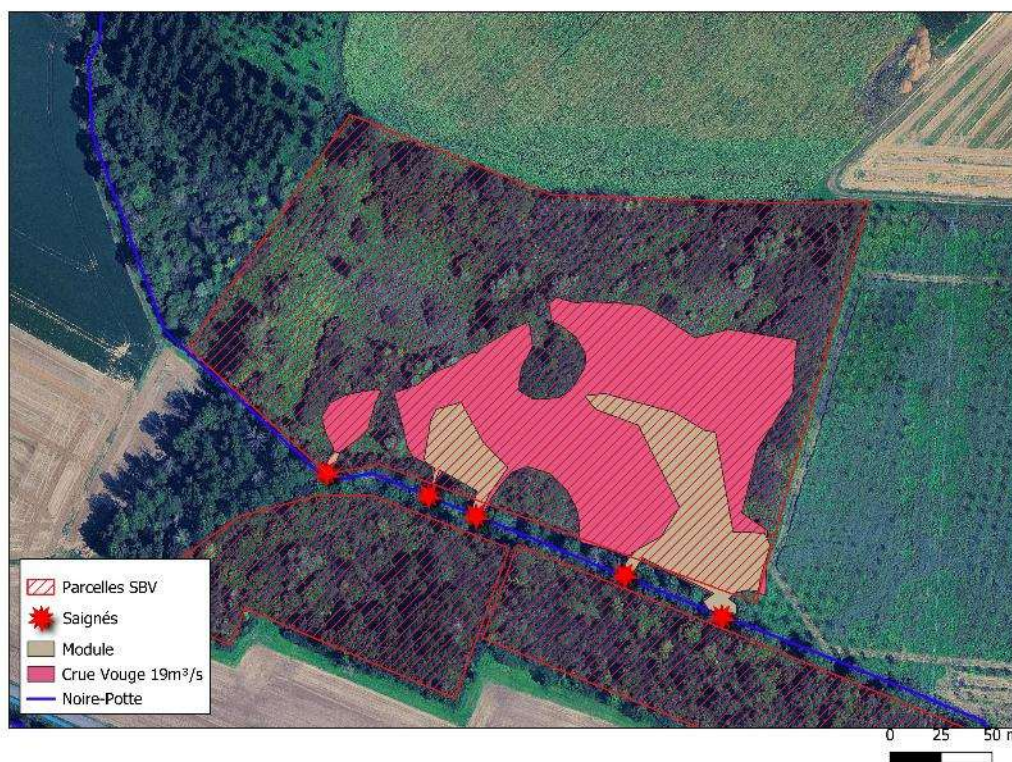 Parcelles SBV
Saignés
Module
Crue Vouge 19m³/s
Noire-Potte
0 25 50 m